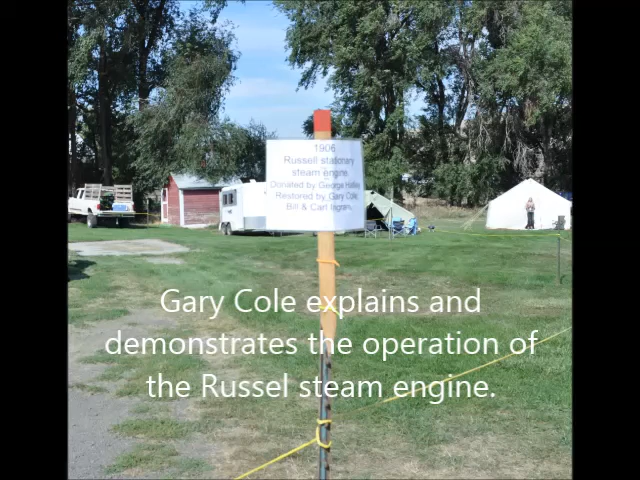 1906
Russell stationary
steam engine.
Donated by George
Restored by Gary Cole,
Bill & Carl Ingram.
Gary Cole explains and
demonstrates the operation of
the Russel steam engine.